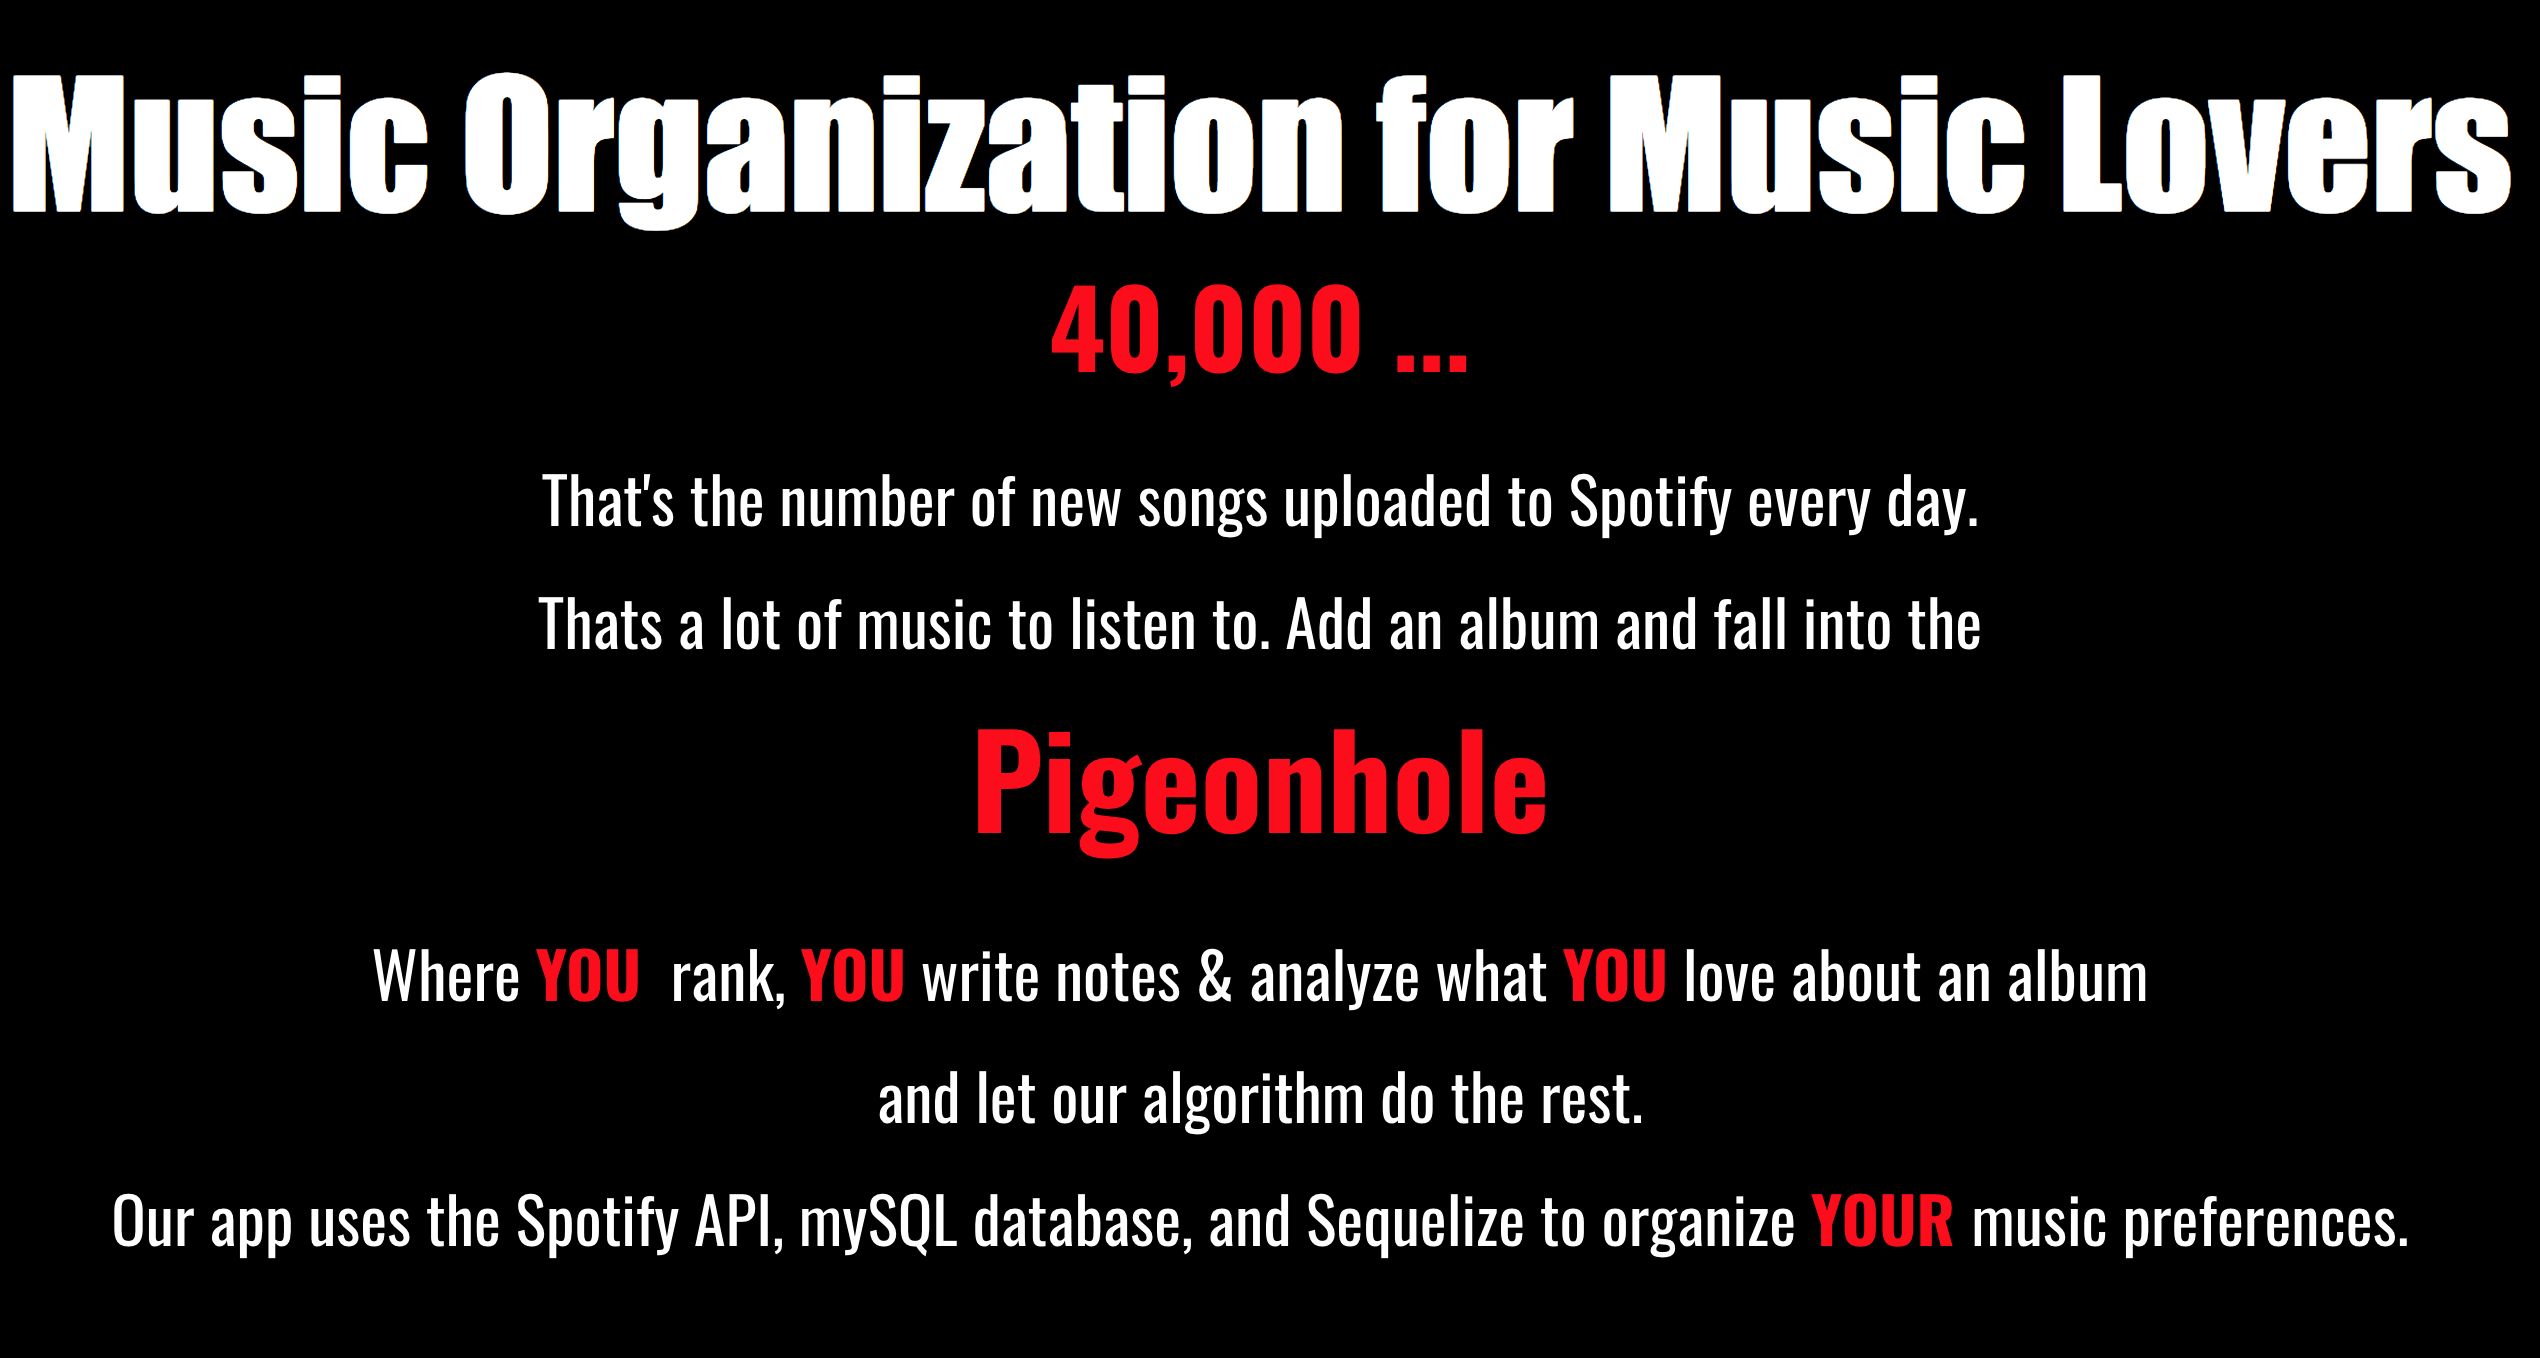 Music Organization for Music Lovers
40,000 ...
That's the number of new songs uploaded to Spotify every day.
Thats a lot of music to listen to. Add an album and fall into the
Pigeonhole
Where YOU rank, YOU write notes & analyze what YOU love about an album
and let our algorithm do the rest.
Our app uses the Spotify API, mySQL database, and Sequelize to organize YOUR music preferences.